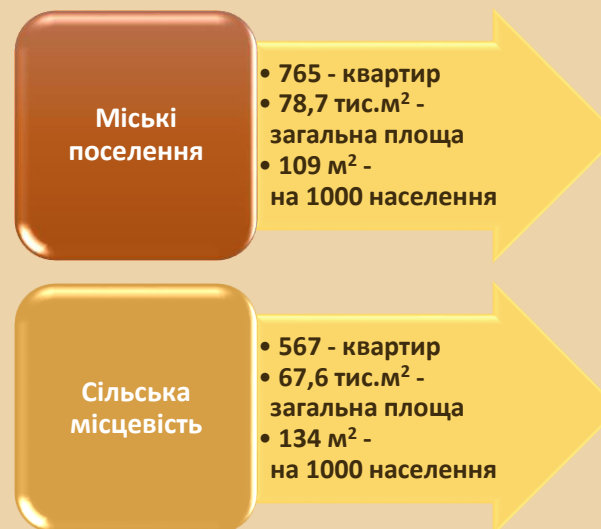 Міські
поселення
• 765 - квартир
• 78,7 тис.м² -
загальна площа
• 109 м² -
на 1000 населення
Сільська
місцевість
• 567 - квартир
• 67,6 тис.м² -
загальна площа
• 134 м² -
на 1000 населення